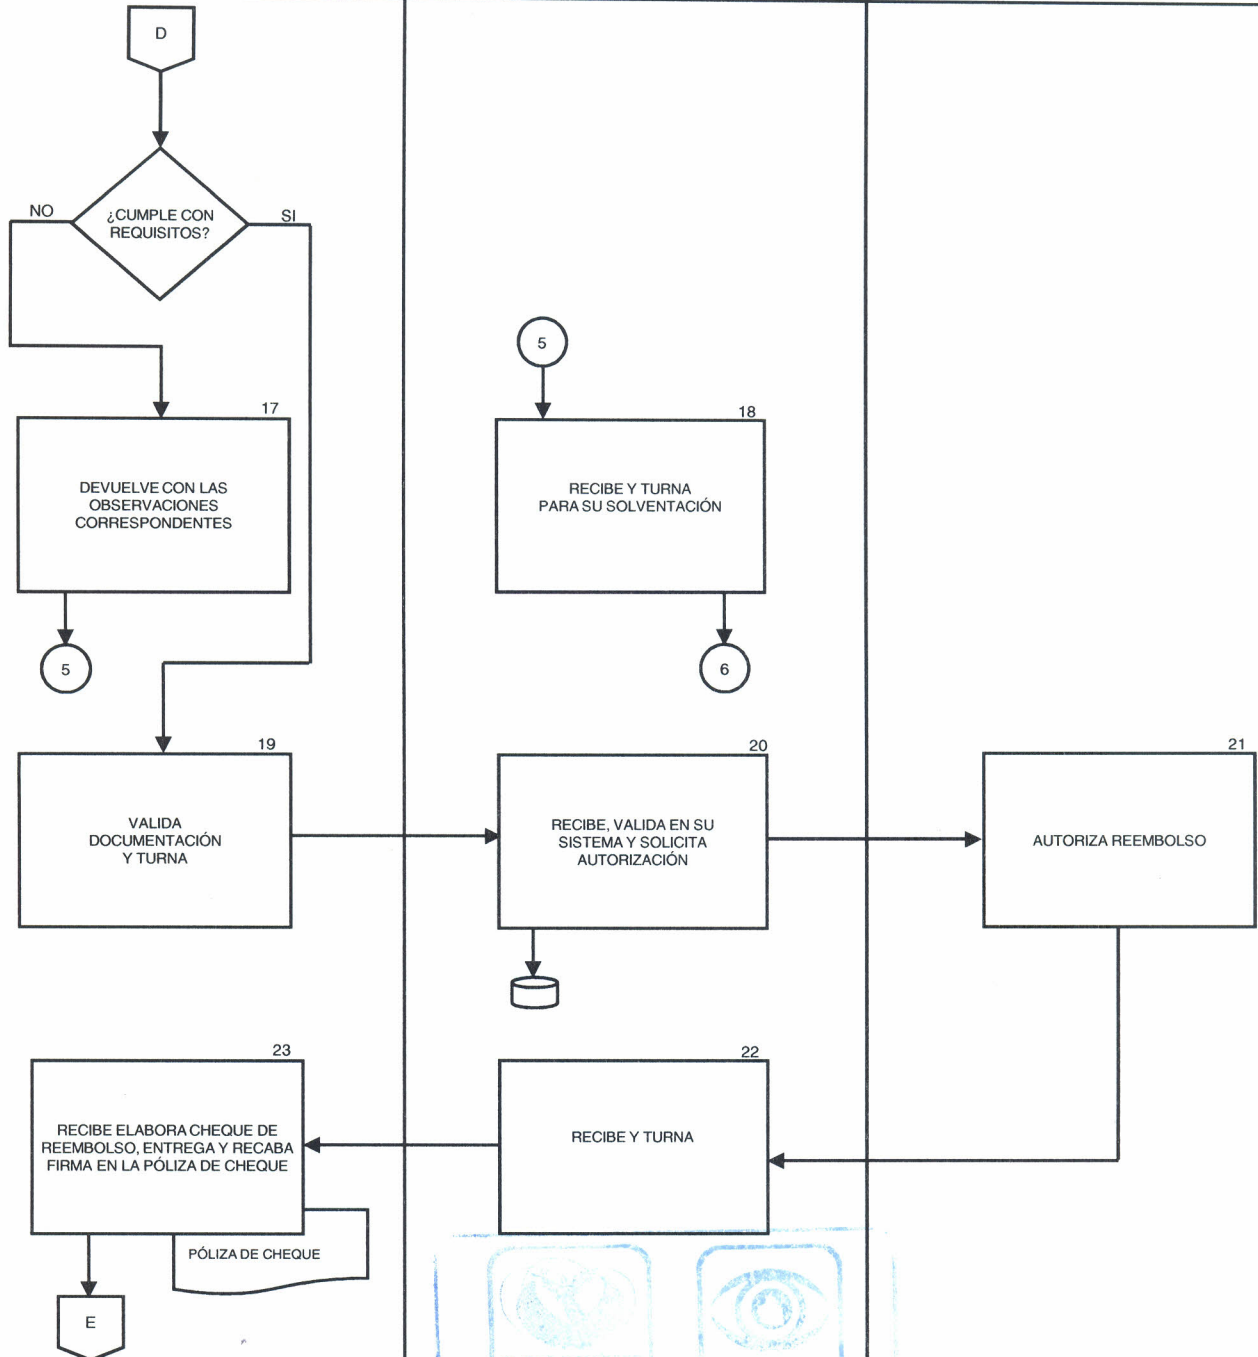 D
¿CUMPLE CON
REQUISITOS?
NO
SI
5
17
DEVUELVE CON LAS
OBSERVACIONES
CORRESPONDENTES
18
RECIBE Y TURNA
PARA SU SOLVENTACIÓN
5
6
19
VALIDA
DOCUMENTACIÓN
Y TURNA
20
RECIBE, VALIDA EN SU
SISTEMA Y SOLICITA
AUTORIZACIÓN
21
AUTORIZA REEMBOLSO
23
RECIBE ELABORA CHEQUE DE
REEMBOLSO, ENTREGA Y RECABA
FIRMA EN LA PÓLIZA DE CHEQUE
22
RECIBE Y TURNA
PÓLIZA DE CHEQUE
E